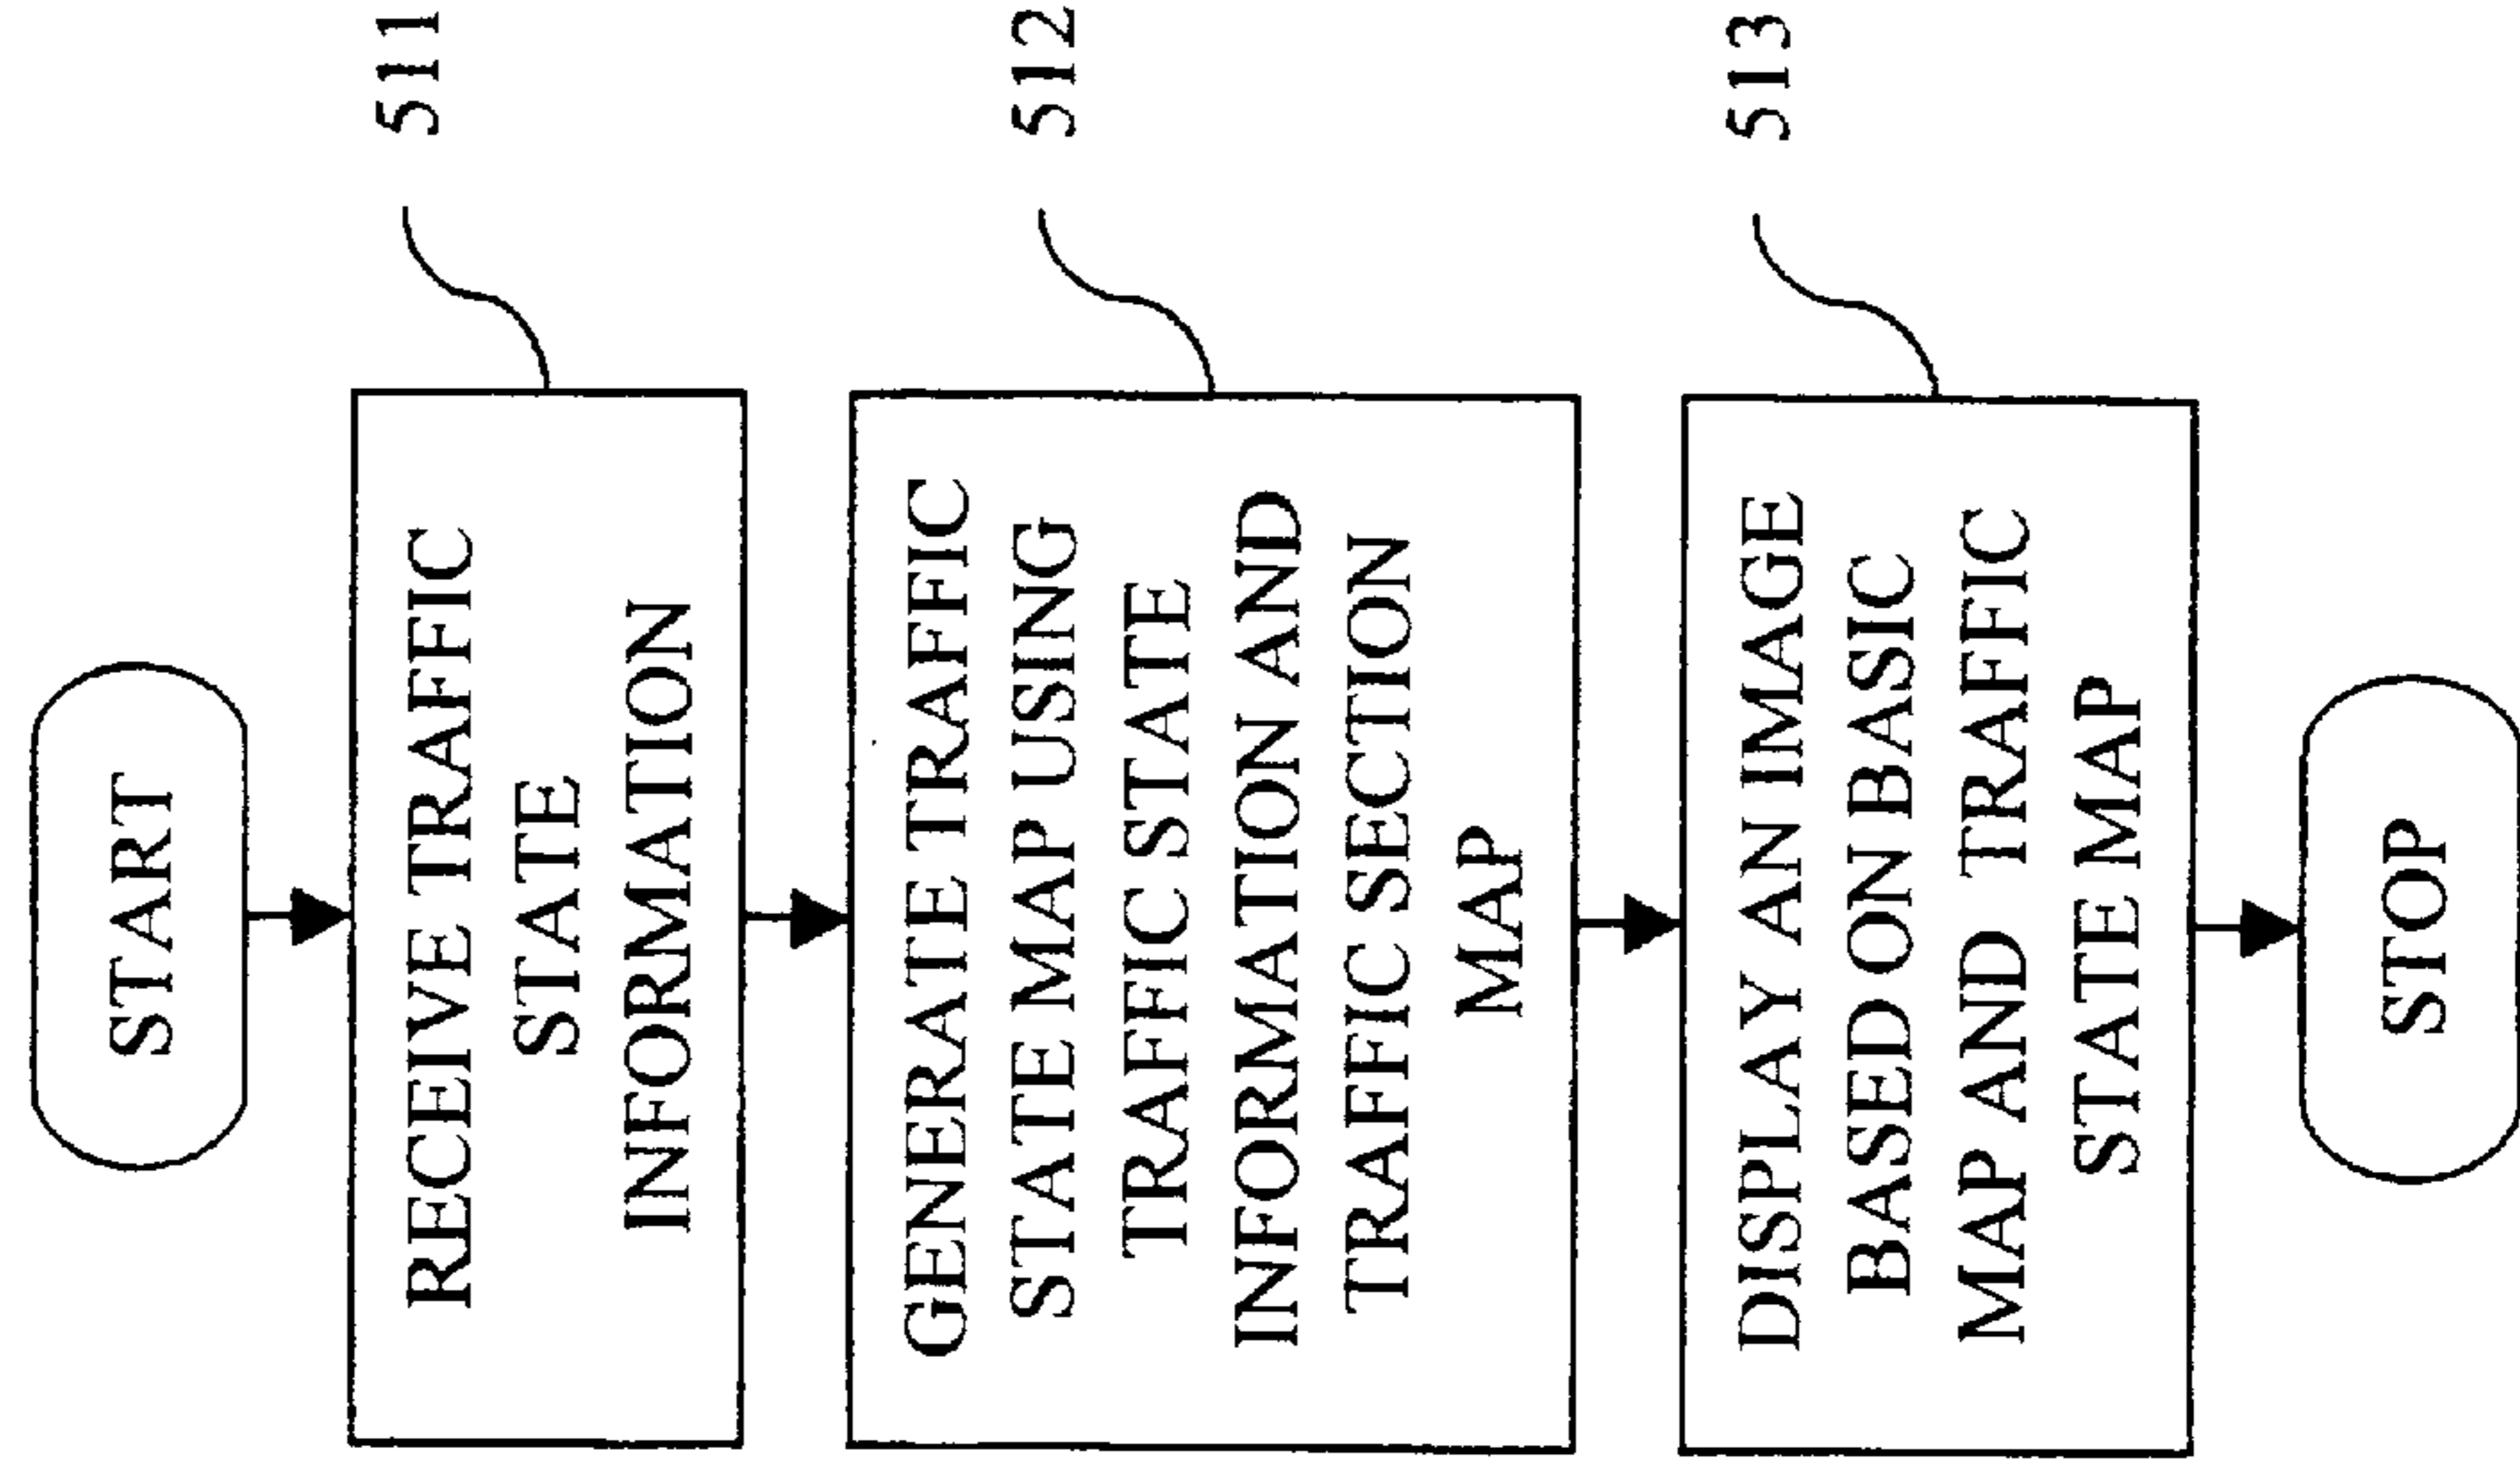 START
RECEIVE TRAFFIC
STATE
INFORMATION
511
GENERATE TRAFFIC
STATE MAP USING
TRAFFIC STATE
INFORMATION AND
TRAFFIC SECTION
MAP
512
DISPLAY AN IMAGE
BASED ON BASIC
MAP AND TRAFFIC
STATE MAP
513
STOP